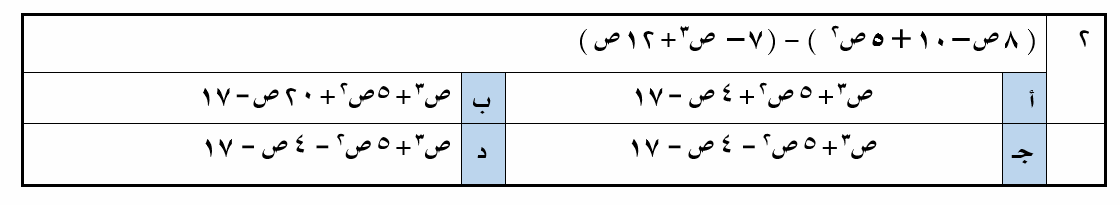 ٢ ( ٨ ص – ١٠ + ٥ ص٢ ) – ( ٧ – ص٣ + ١٢ ص )
أ ص٣ + ٥ ص٢ + ٤ ص – ١٧ ب ص٣ + ٥ ص٢ + ٢٠ ص – ١٧
جـ ص٣ + ٥ ص٢ – ٤ ص – ١٧ د ص٣ + ٥ ص٢ – ٤ ص – ١٧